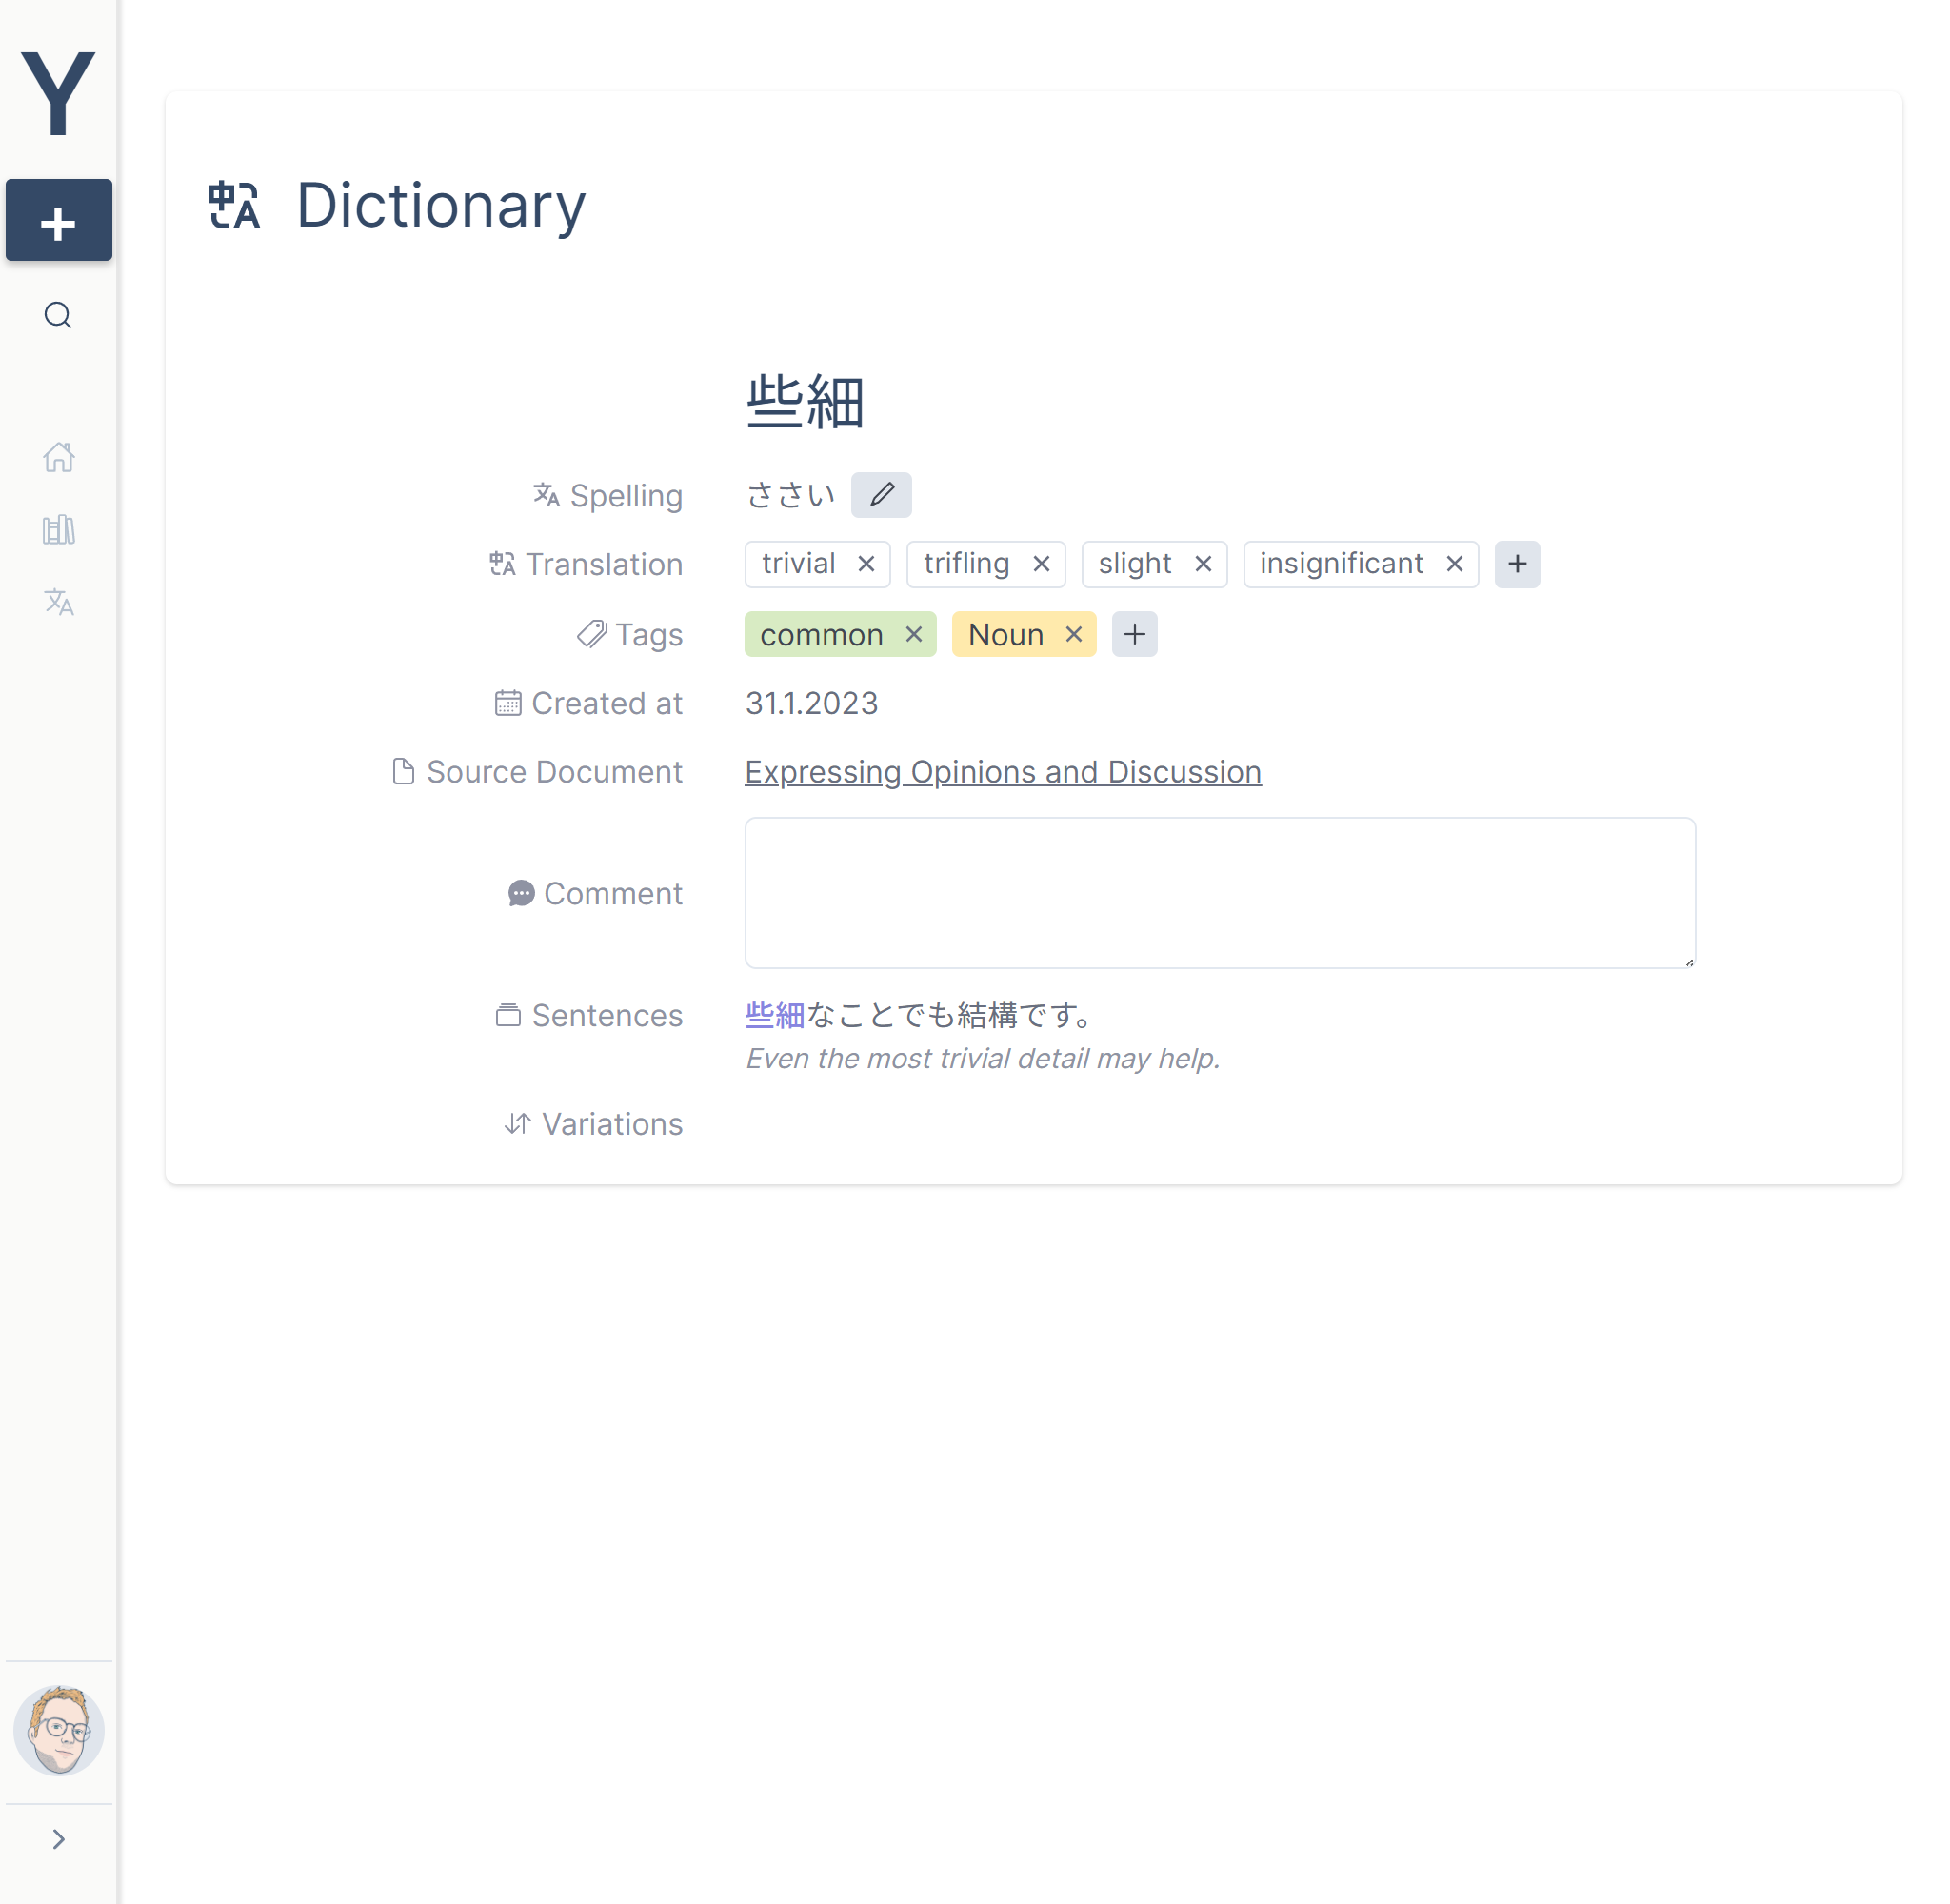 Y
Dictionary
些細
Spelling ささい
Translation trivial trifling slight insignificant
Tags common Noun
Created at 31.1.2023
Source Document Expressing Opinions and Discussion
Comment
Sentences 些細なことでも結構です。
Even the most trivial detail may help.
Variations